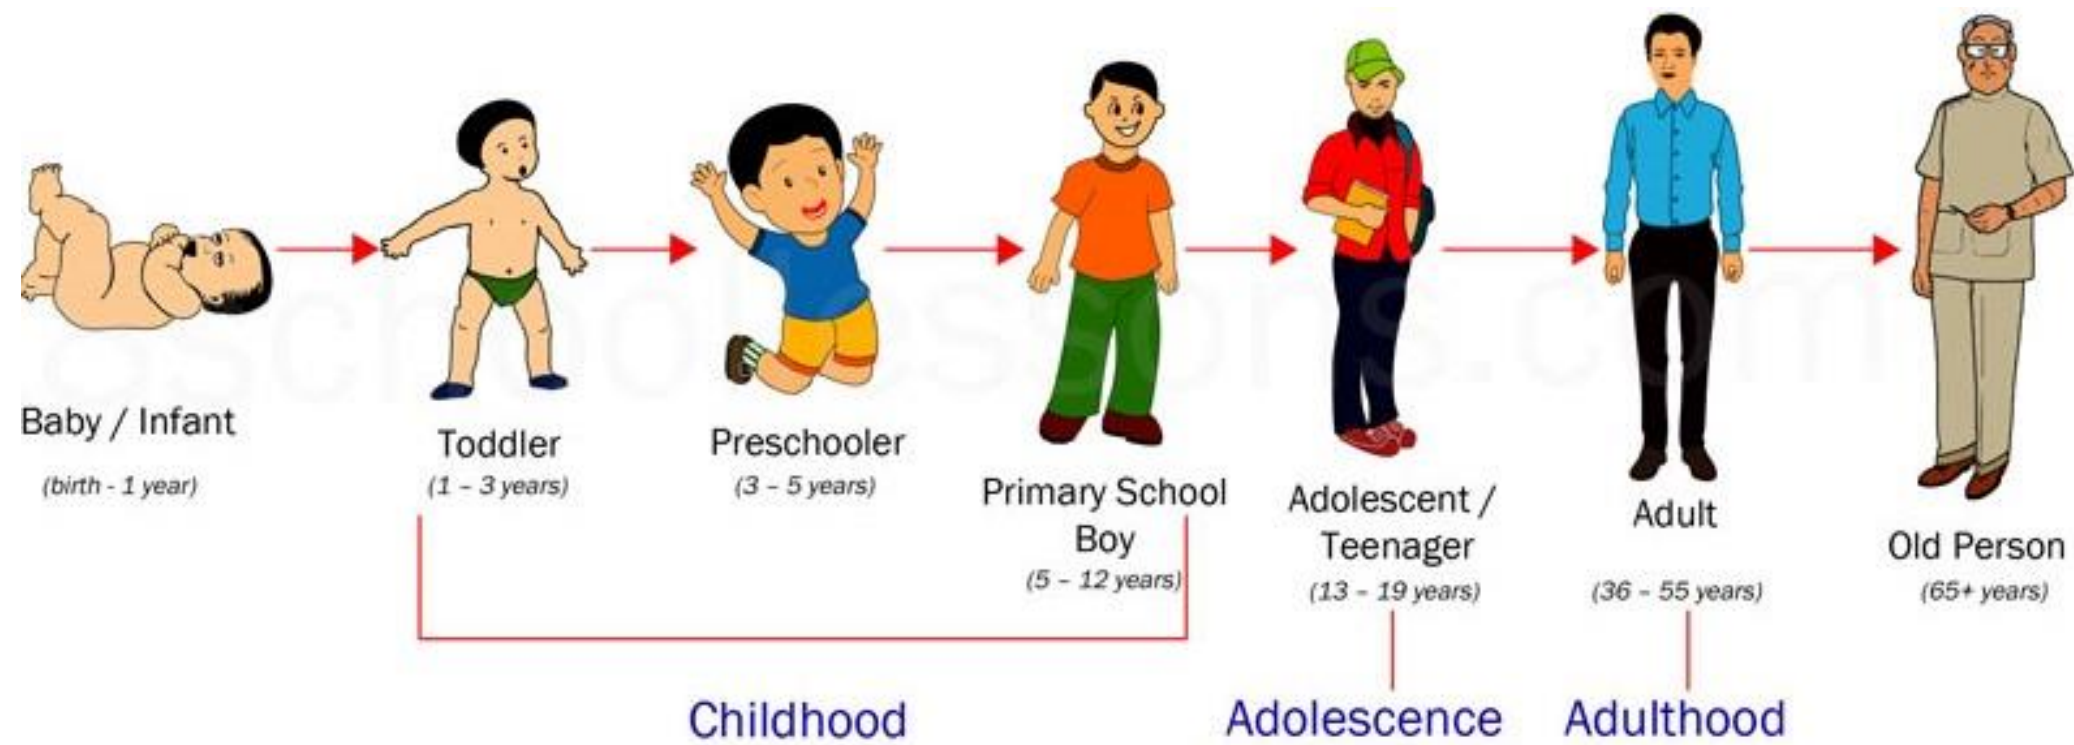 Baby / Infant
(birth - 1 year)
Toddler
(1 – 3 years)
Preschooler
(3 – 5 years)
Primary School
Boy
(5 – 12 years)
Adolescent /
Teenager
(13 – 19 years)
Adult
(36 – 55 years)
Old Person
(65+ years)
Childhood
Adolescence
Adulthood